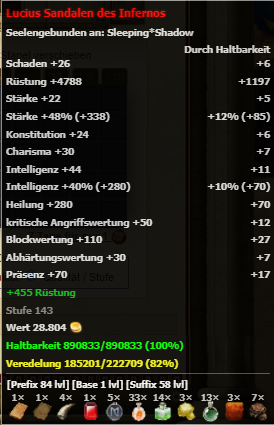 Lucius Sandalen des Infernos
Seelengebunden an: Sleeping*Shadow
Durch Haltbarkeit
Schaden +26 +6
Rüstung +4788 +1197
Stärke +22 +5
Stärke +48% (+338) +12% (+85)
Konstitution +24 +6
Charisma +30 +7
Intelligenz +44 +11
Intelligenz +40% (+280) +10% (+70)
Heilung +280 +70
kritische Angriffswertung +50 +12
Blockwertung +110 +27
Abhärtungswertung +30 +7
Präsenz +70 +17
+455 Rüstung
Stufe 143
Wert 28.804
Haltbarkeit 890833/890833 (100%)
Veredelung 185201/222709 (82%)
[Prefix 84 lvl] [Base 1 lvl] [Suffix 58 lvl]
1× 1× 4× 1× 5× 33× 14× 3× 13× 3× 7×